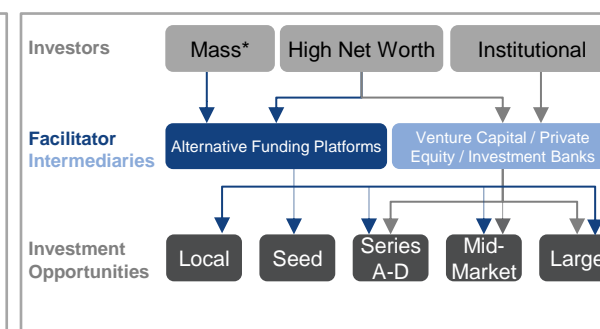 Investors
Mass*
High Net Worth
Institutional
Facilitator
Intermediaries
Alternative Funding Platforms
Venture Capital / Private
Equity / Investment Banks
Investment
Opportunities
Local
Seed
Series
A-D
Mid-
Market
Large